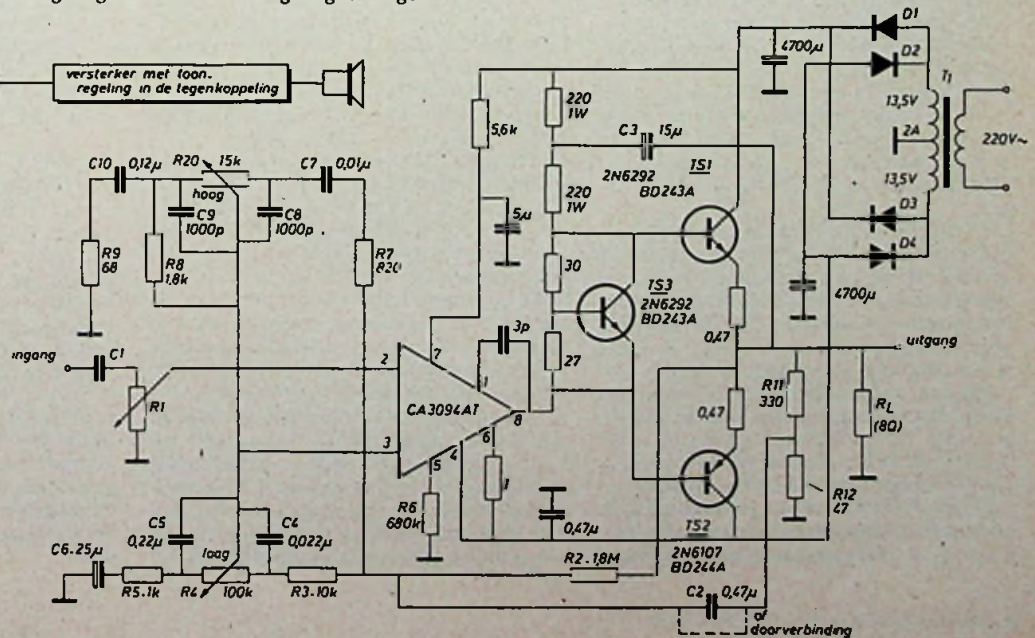 versterker met toon-
regeling in de tegenkoppeling
C10
0,12µ
R20
15k
hoog
C7
0,01µ
C9
1000p
C8
1000p
R9
68
R8
1,8k
R7
820
ingang
C1
R1
C5
0,22µ
C4
0,022µ
C6-25µ
R5-1k
laag
R4
100k
R3-10k
5,6k
5µ
2
3
7
1
8
6
4
5
CA3094AT
3p
R6
680k
1
0,47µ
220
1W
220
1W
C3
15µ
30
27
TS3
2N6292
BD243A
2N6292
BD243A
TS1
0,47
0,47
TS2
2N6107
BD244A
R2-1,8M
C2
0,47µ
of
doorverbinding
R11
330
R12
47
RL
(8Ω)
uitgang
4700µ
4700µ
D1
D2
D3
D4
T1
13,5V
2A
13,5V
220V~